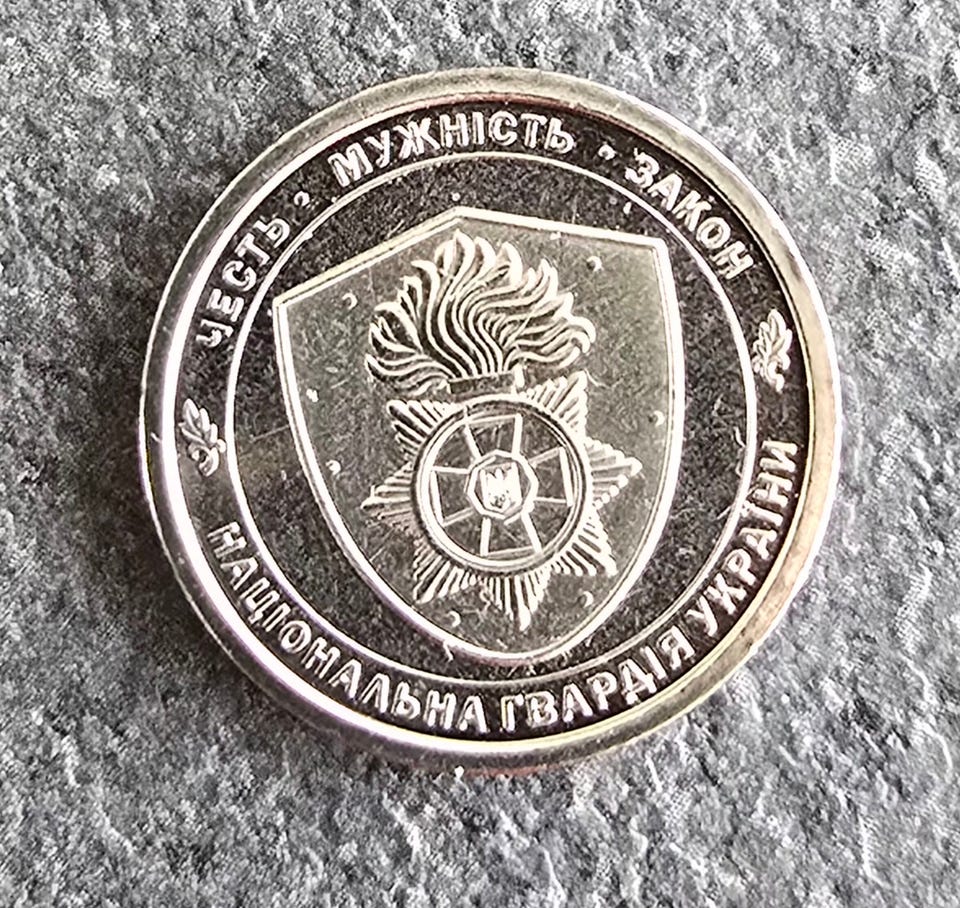 ЧЕСТЬ · МУЖНІСТЬ · ЗАКОН
НАЦІОНАЛЬНА ГВАРДІЯ УКРАЇНИ